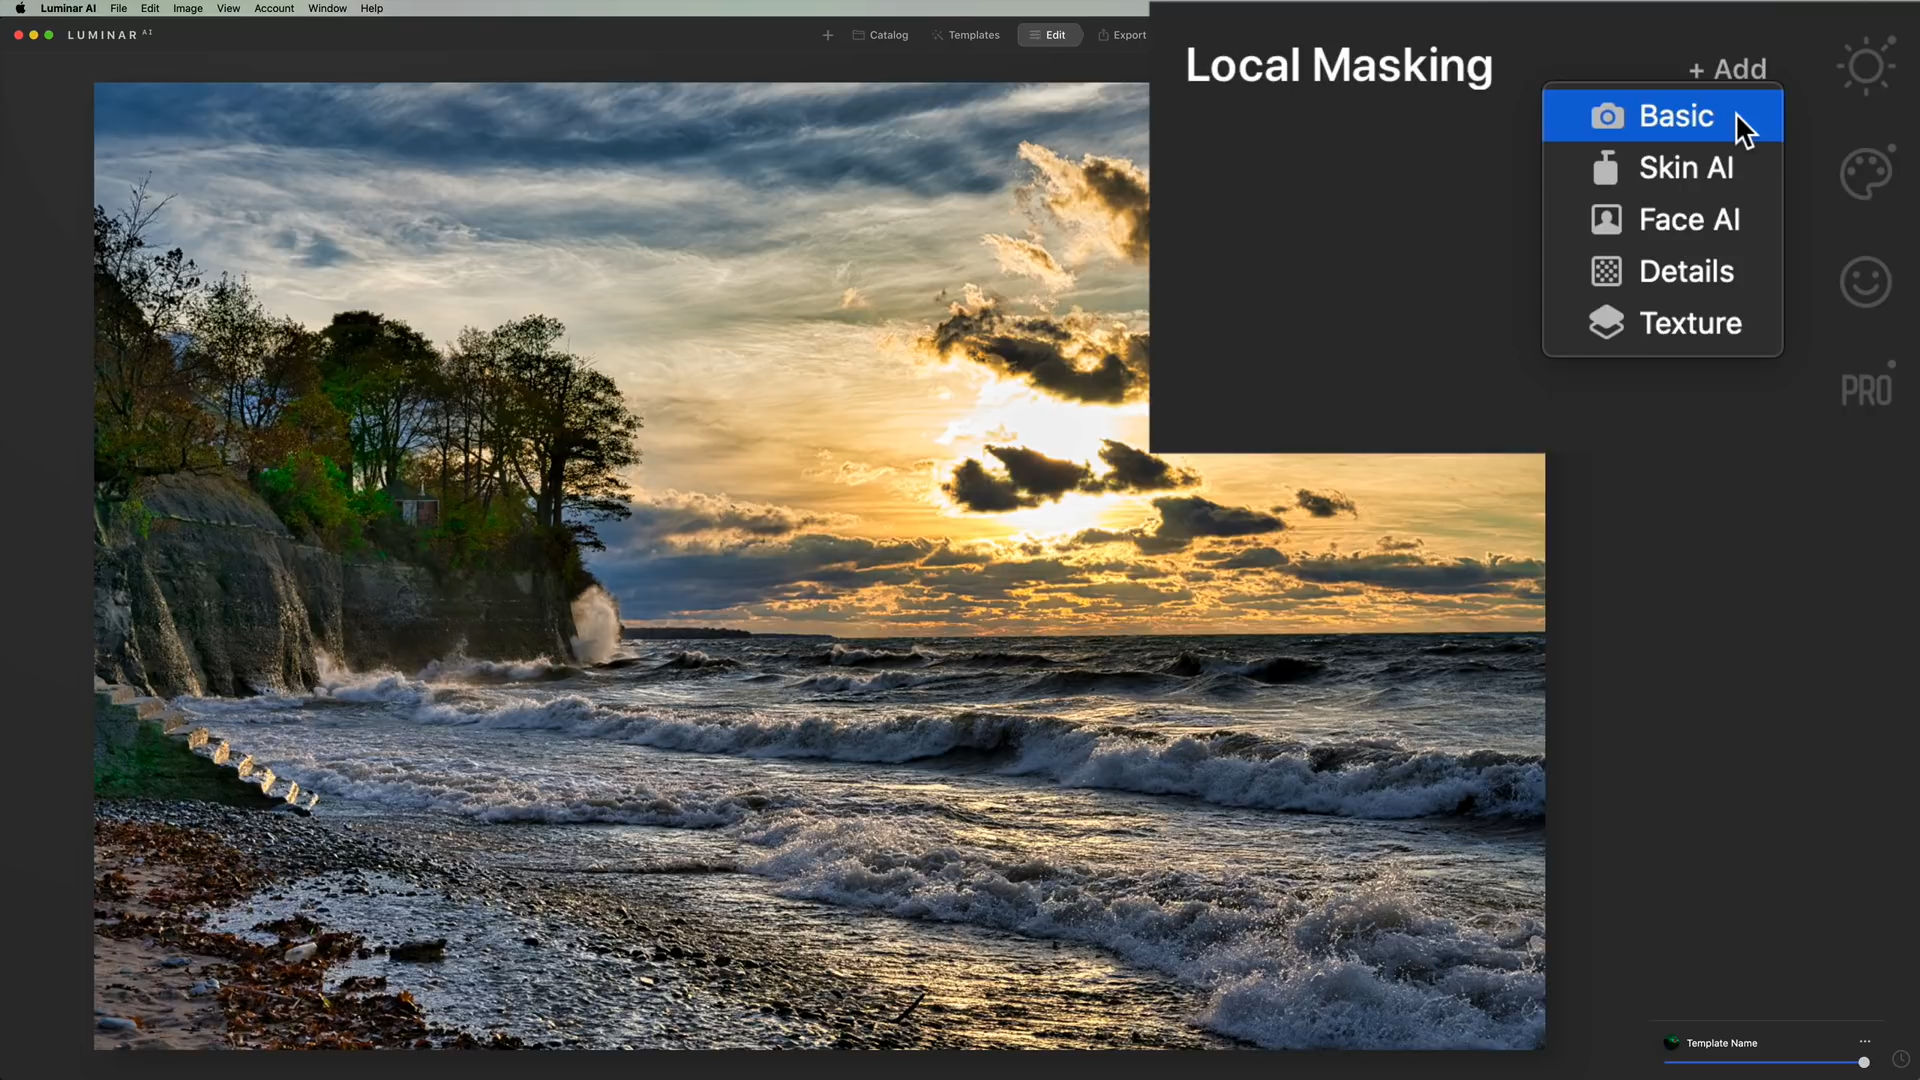 Luminar AI File Edit Image View Account Window Help
LUMINAR AI
Catalog Templates Edit Export
Local Masking + Add
Basic
Skin AI
Face AI
Details
Texture
PRO
Template Name